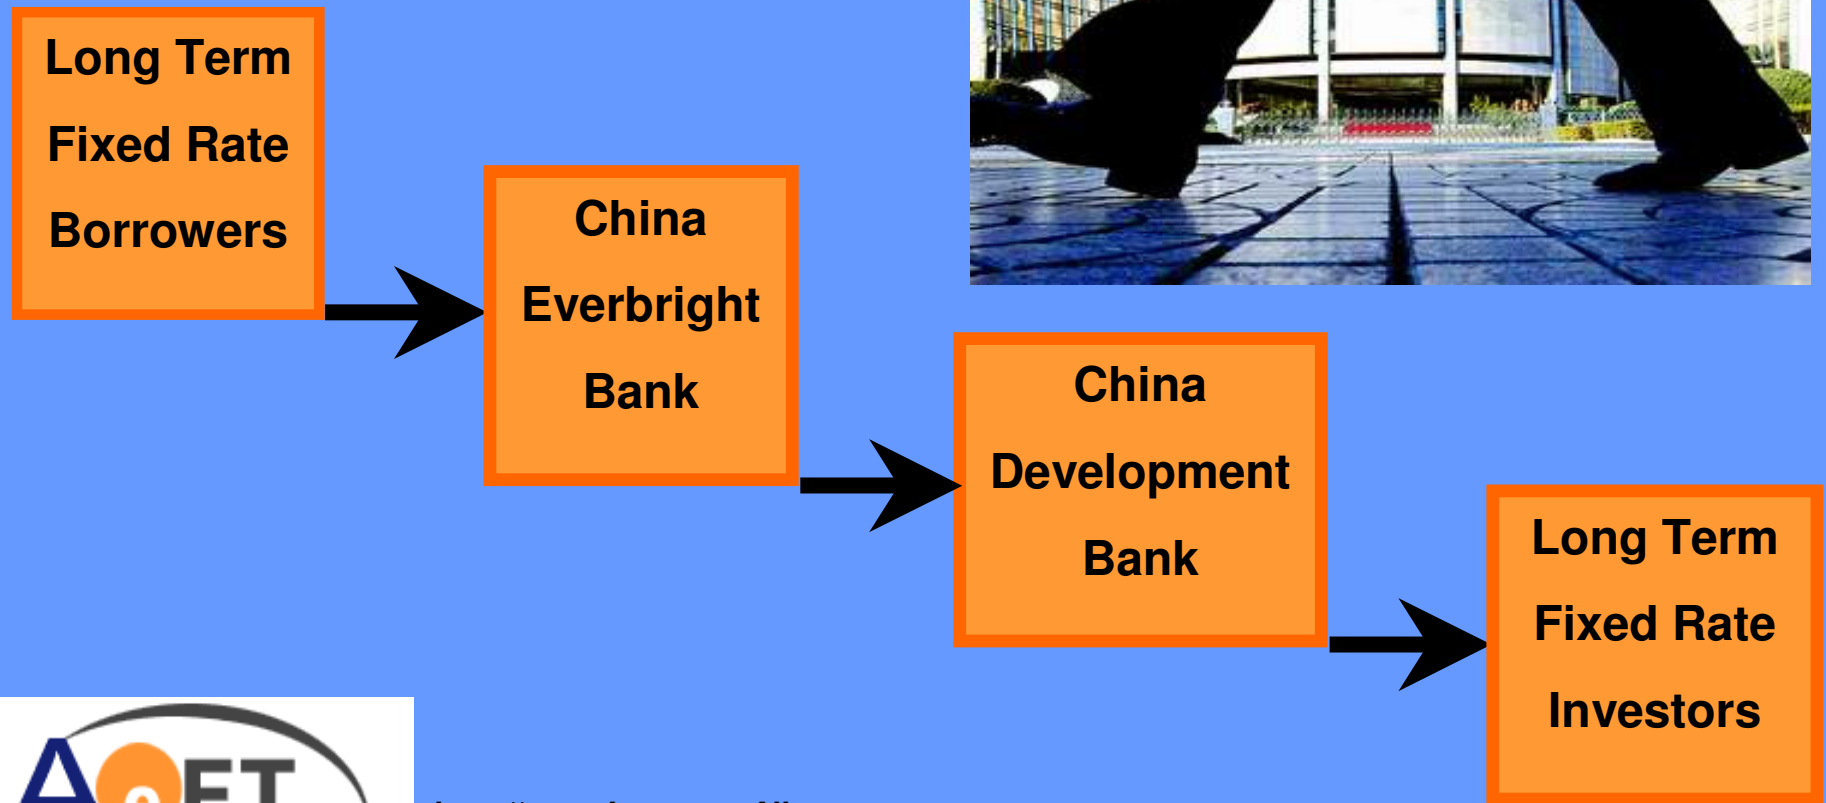 Long Term
Fixed Rate
Borrowers
China
Everbright
Bank
China
Development
Bank
Long Term
Fixed Rate
Investors